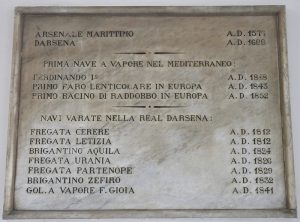 ARSENALE MARITTIMO A.D. 1577
DARSENA A.D. 1668
PRIMA NAVE A VAPORE NEL MEDITERRANEO:
FERDINANDO I° A.D. 1818
PRIMO FARO LENTICOLARE IN EUROPA A.D. 1843
PRIMO BACINO DI RADDOBBO IN EUROPA A.D. 1852
NAVI VARATE NELLA REAL DARSENA:
FREGATA CERERE A.D. 1812
FREGATA LETIZIA A.D. 1812
BRIGANTINO AQUILA A.D. 1824
FREGATA URANIA A.D. 1826
FREGATA PARTENOPE A.D. 1829
BRIGANTINO ZEFIRO A.D. 1832
GOL. A VAPORE F. GIOIA A.D. 1841